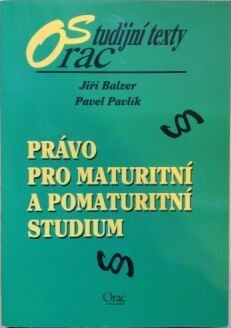 Studijní texty
Orac
Jiří Balzer
Pavel Pavlík
§
PRÁVO
PRO MATURITNÍ
A POMATURITNÍ
STUDIUM
§
Orac